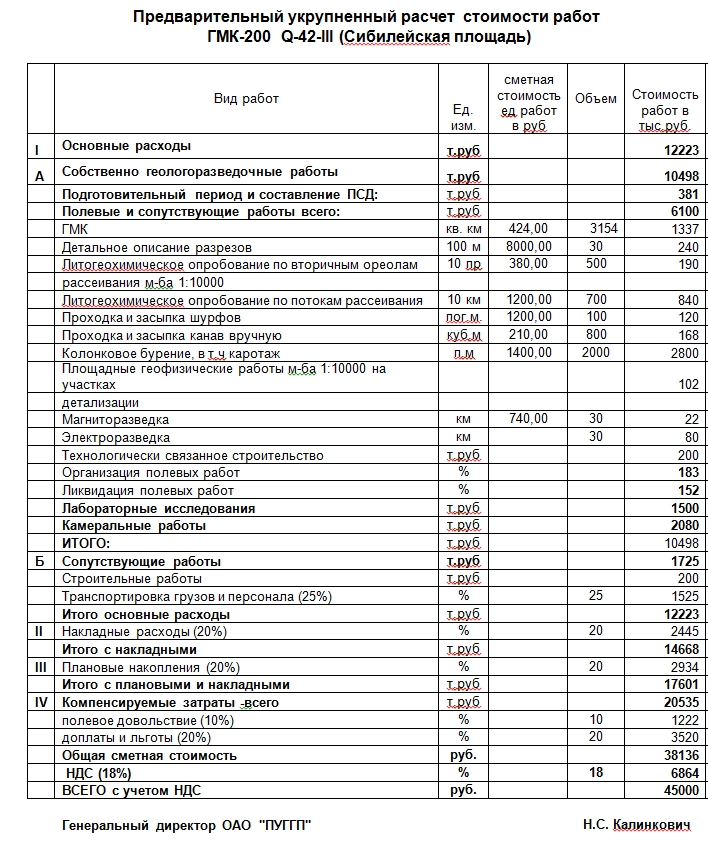 Предварительный укрупненный расчет стоимости работ
ГМК-200 Q-42-III (Сибилейская площадь)
Вид работ Ед. изм. сметная стоимость ед. работ в руб Объем Стоимость работ в тыс.руб
I Основные расходы т.руб 12223
А Собственно геологоразведочные работы т.руб 10498
Подготовительный период и составление ПСД: т.руб 381
Полевые и сопутствующие работы всего: т.руб 6100
ГМК кв. км 424,00 3154 1337
Детальное описание разрезов 100 м 8000,00 30 240
Литогеохимическое опробование по вторичным ореолам 10 пр. 380,00 500 190
рассеивания м-ба 1:10000
Литогеохимическое опробование по потокам рассеивания 10 км 1200,00 700 840
Проходка и засыпка шурфов пог.м. 1200,00 100 120
Проходка и засыпка канав вручную куб.м 210,00 800 168
Колонковое бурение, в т.ч каротаж п.м 1400,00 2000 2800
Площадные геофизические работы м-ба 1:10000 на
участках 102
детализации
Магниторазведка км 740,00 30 22
Электроразведка км 30 80
Технологически связанное строительство т.руб 200
Организация полевых работ % 183
Ликвидация полевых работ % 152
Лабораторные исследования т.руб 1500
Камеральные работы т.руб 2080
ИТОГО: т.руб 10498
Б Сопутствующие работы т.руб 1725
Строительные работы т.руб 200
Транспортировка грузов и персонала (25%) % 25 1525
Итого основные расходы т.руб 12223
II Накладные расходы (20%) % 20 2445
Итого с накладными т.руб 14668
III Плановые накопления (20%) % 20 2934
Итого с плановыми и накладными т.руб 17601
IV Компенсируемые затраты -всего т.руб 20535
полевое довольствие (10%) % 10 1222
доплаты и льготы (20%) % 20 3520
Общая сметная стоимость руб. 38136
НДС (18%) % 18 6864
ВСЕГО с учетом НДС руб. 45000
Генеральный директор ОАО "ПУГГП" Н.С. Калинкович